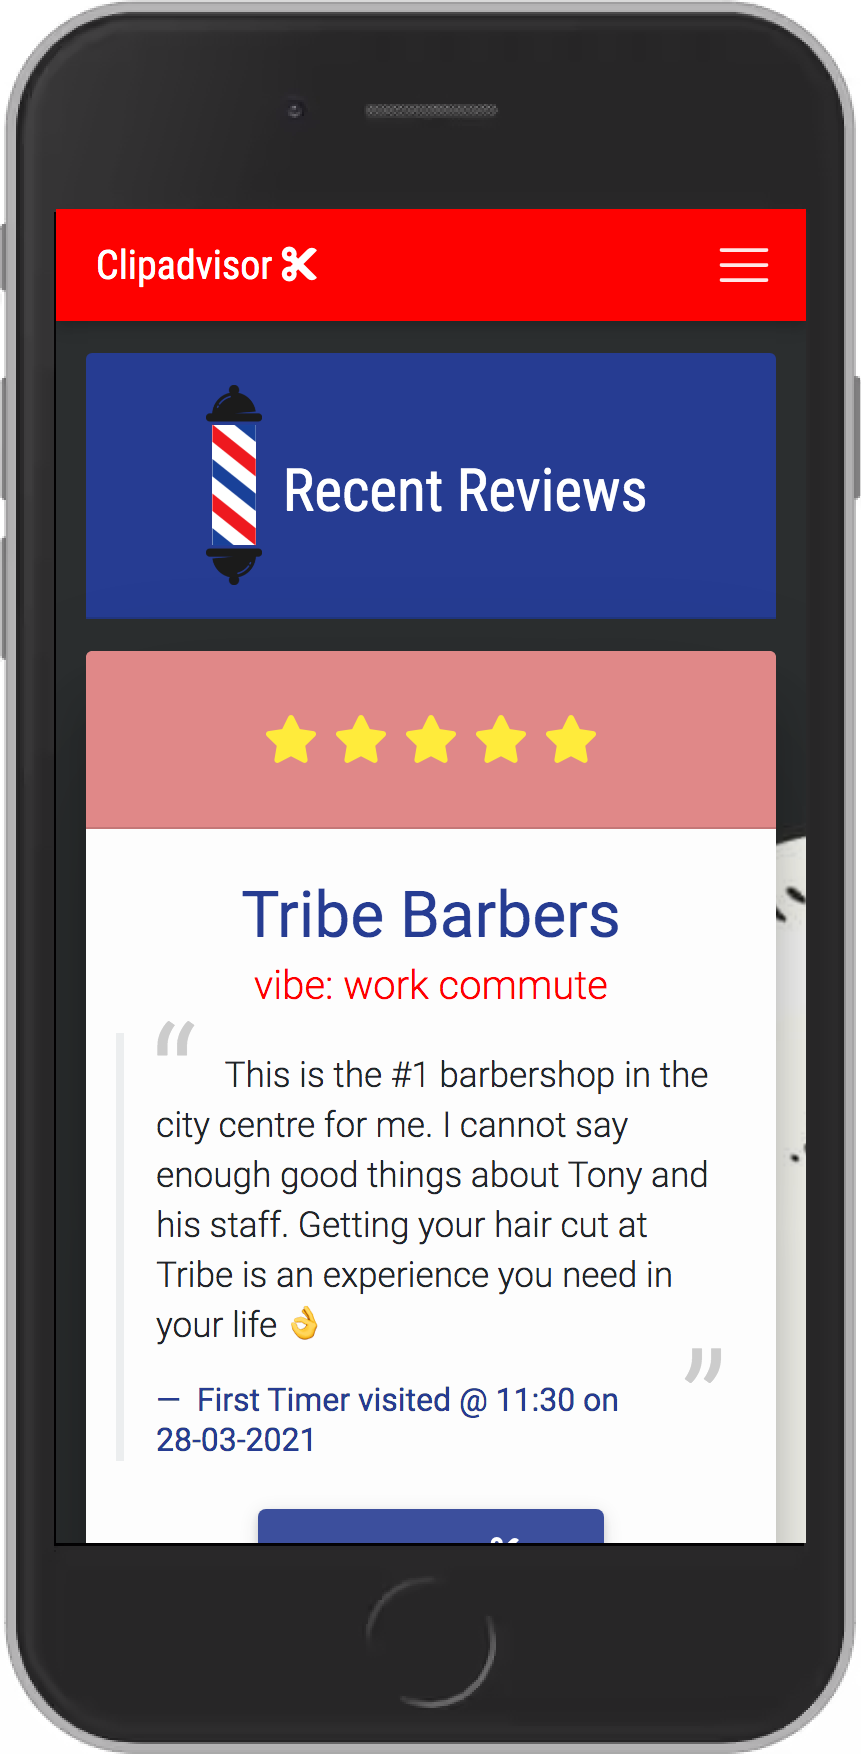 Clipadvisor
Recent Reviews
Tribe Barbers
vibe: work commute
“ This is the #1 barbershop in the
city centre for me. I cannot say
enough good things about Tony and
his staff. Getting your hair cut at
Tribe is an experience you need in
your life 👌
”
— First Timer visited @ 11:30 on
28-03-2021